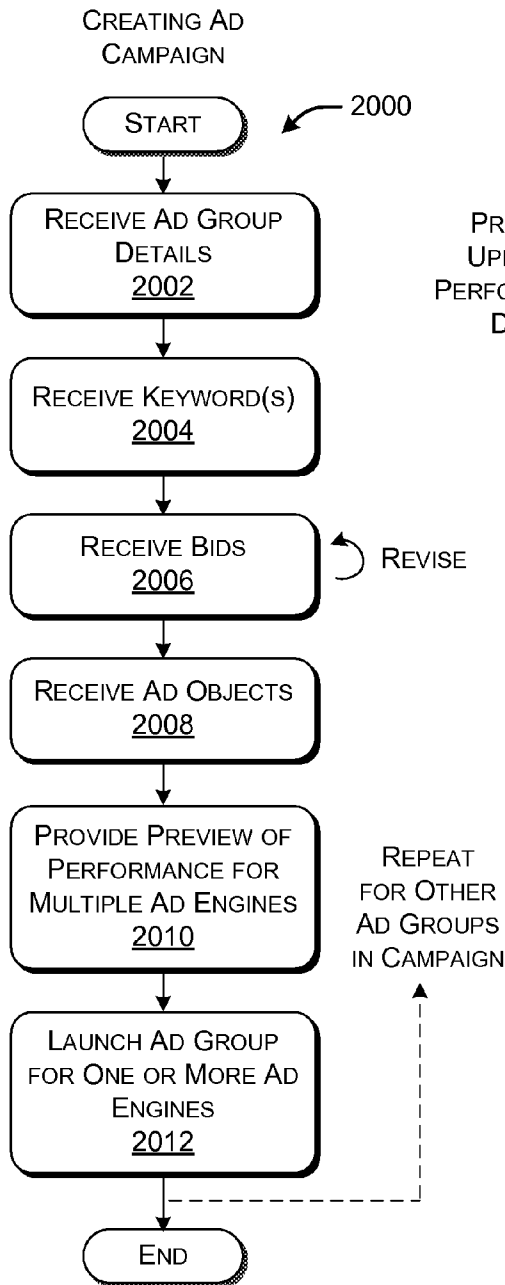 CREATING AD
CAMPAIGN
START
2000
RECEIVE AD GROUP
DETAILS
2002
RECEIVE KEYWORD(S)
2004
RECEIVE BIDS
2006
REVISE
RECEIVE AD OBJECTS
2008
PROVIDE PREVIEW OF
PERFORMANCE FOR
MULTIPLE AD ENGINES
2010
REPEAT
FOR OTHER
AD GROUPS
IN CAMPAIGN
LAUNCH AD GROUP
FOR ONE OR MORE AD
ENGINES
2012
END